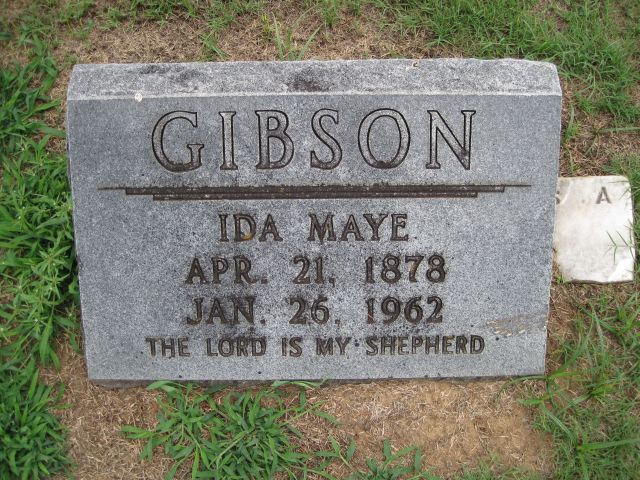 GIBSON
IDA MAYE
APR. 21, 1878
JAN. 26, 1962
THE LORD IS MY SHEPHERD
S A